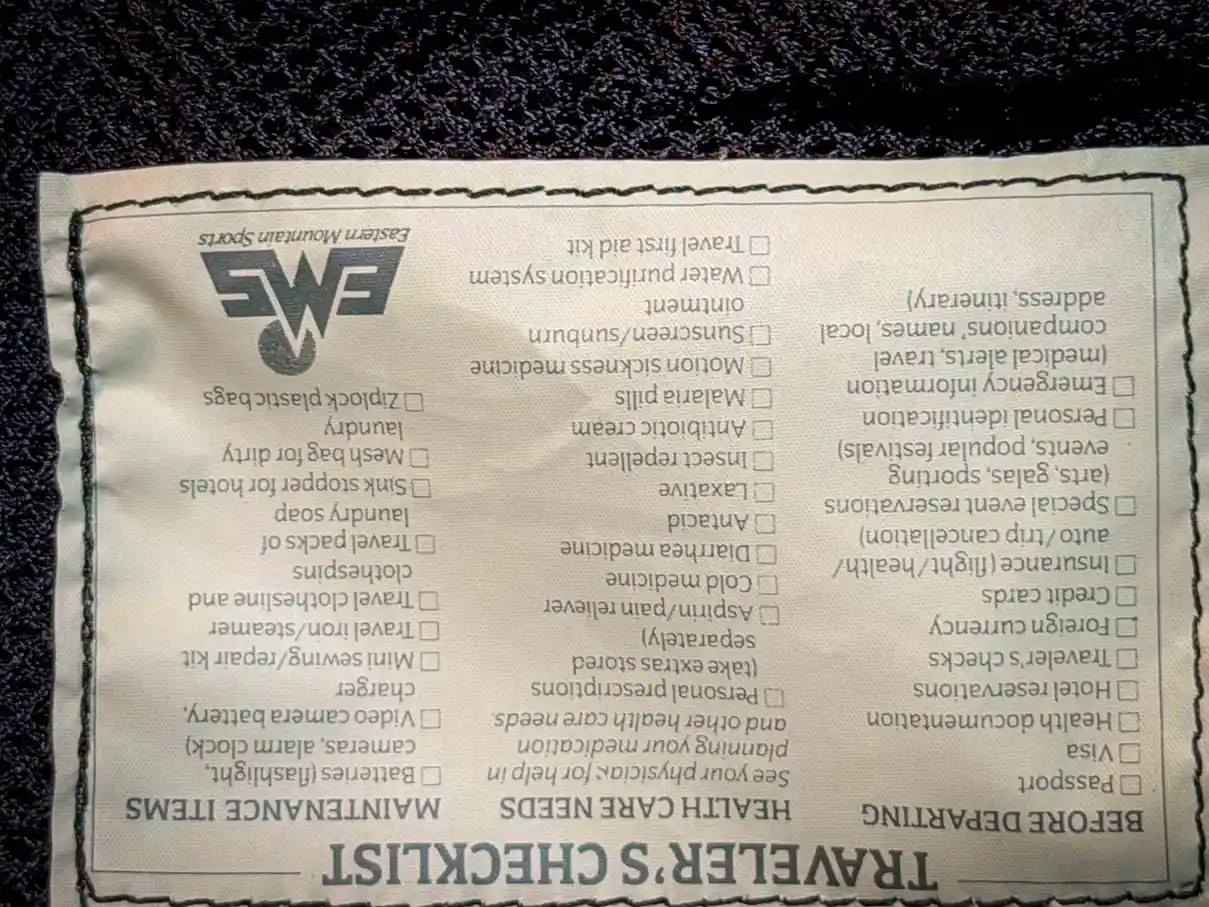 TRAVELER'S CHECKLIST
BEFORE DEPARTING
Passport
Visa
Health documentation
Hotel reservations
Traveler's checks
Foreign currency
Credit cards
Insurance (flight/health/
auto/trip cancellation)
Special event reservations
(arts, galas, sporting
events, popular festivals)
Personal identification
Emergency information
(medical alerts, travel
companions' names, local
address, itinerary)
HEALTH CARE NEEDS
See your physician for help in
planning your medication
and other health care needs.
Personal prescriptions
(take extras stored
separately)
Aspirin/pain reliever
Cold medicine
Diarrhea medicine
Antacid
Laxative
Insect repellent
Antibiotic cream
Malaria pills
Motion sickness medicine
Sunscreen/sunburn
ointment
Water purification system
Travel first aid kit
MAINTENANCE ITEMS
Batteries (flashlight,
cameras, alarm clock)
Video camera battery,
charger
Mini sewing/repair kit
Travel iron/steamer
Travel clothesline and
clothespins
Travel packs of
laundry soap
Sink stopper for hotels
Mesh bag for dirty
laundry
Ziplock plastic bags
EMS
Eastern Mountain Sports